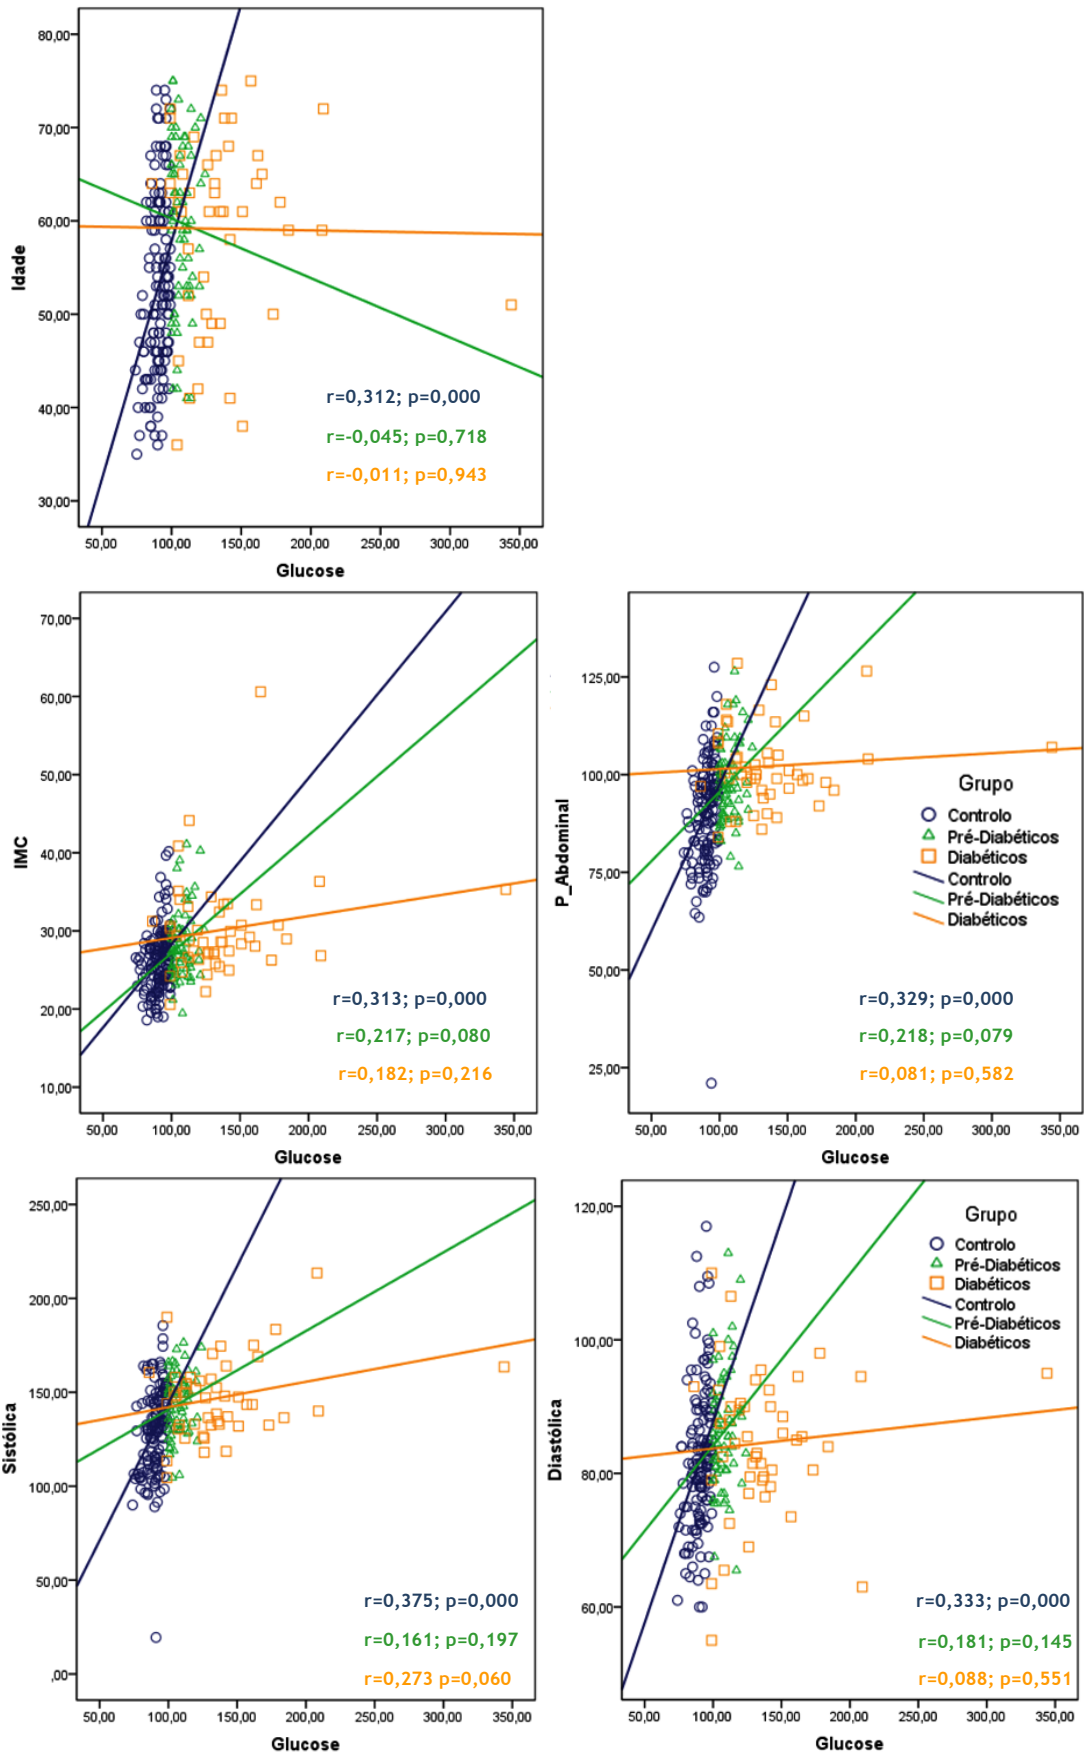 80,00
70,00
60,00
50,00
40,00
30,00
Idade
r=0,312; p=0,000
r=-0,045; p=0,718
r=-0,011; p=0,943
50,00 100,00 150,00 200,00 250,00 300,00 350,00
Glucose
70,00
60,00
50,00
40,00
30,00
20,00
10,00
IMC
r=0,313; p=0,000
r=0,217; p=0,080
r=0,182; p=0,216
50,00 100,00 150,00 200,00 250,00 300,00 350,00
Glucose
125,00
100,00
75,00
50,00
25,00
P_Abdominal
Grupo
Controlo
Pré-Diabéticos
Diabéticos
Controlo
Pré-Diabéticos
Diabéticos
r=0,329; p=0,000
r=0,218; p=0,079
r=0,081; p=0,582
50,00 100,00 150,00 200,00 250,00 300,00 350,00
Glucose
250,00
200,00
150,00
100,00
50,00
,00
Sistólica
r=0,375; p=0,000
r=0,161; p=0,197
r=0,273 p=0,060
50,00 100,00 150,00 200,00 250,00 300,00 350,00
Glucose
120,00
100,00
80,00
60,00
Diastólica
Grupo
Controlo
Pré-Diabéticos
Diabéticos
Controlo
Pré-Diabéticos
Diabéticos
r=0,333; p=0,000
r=0,181; p=0,145
r=0,088; p=0,551
50,00 100,00 150,00 200,00 250,00 300,00 350,00
Glucose